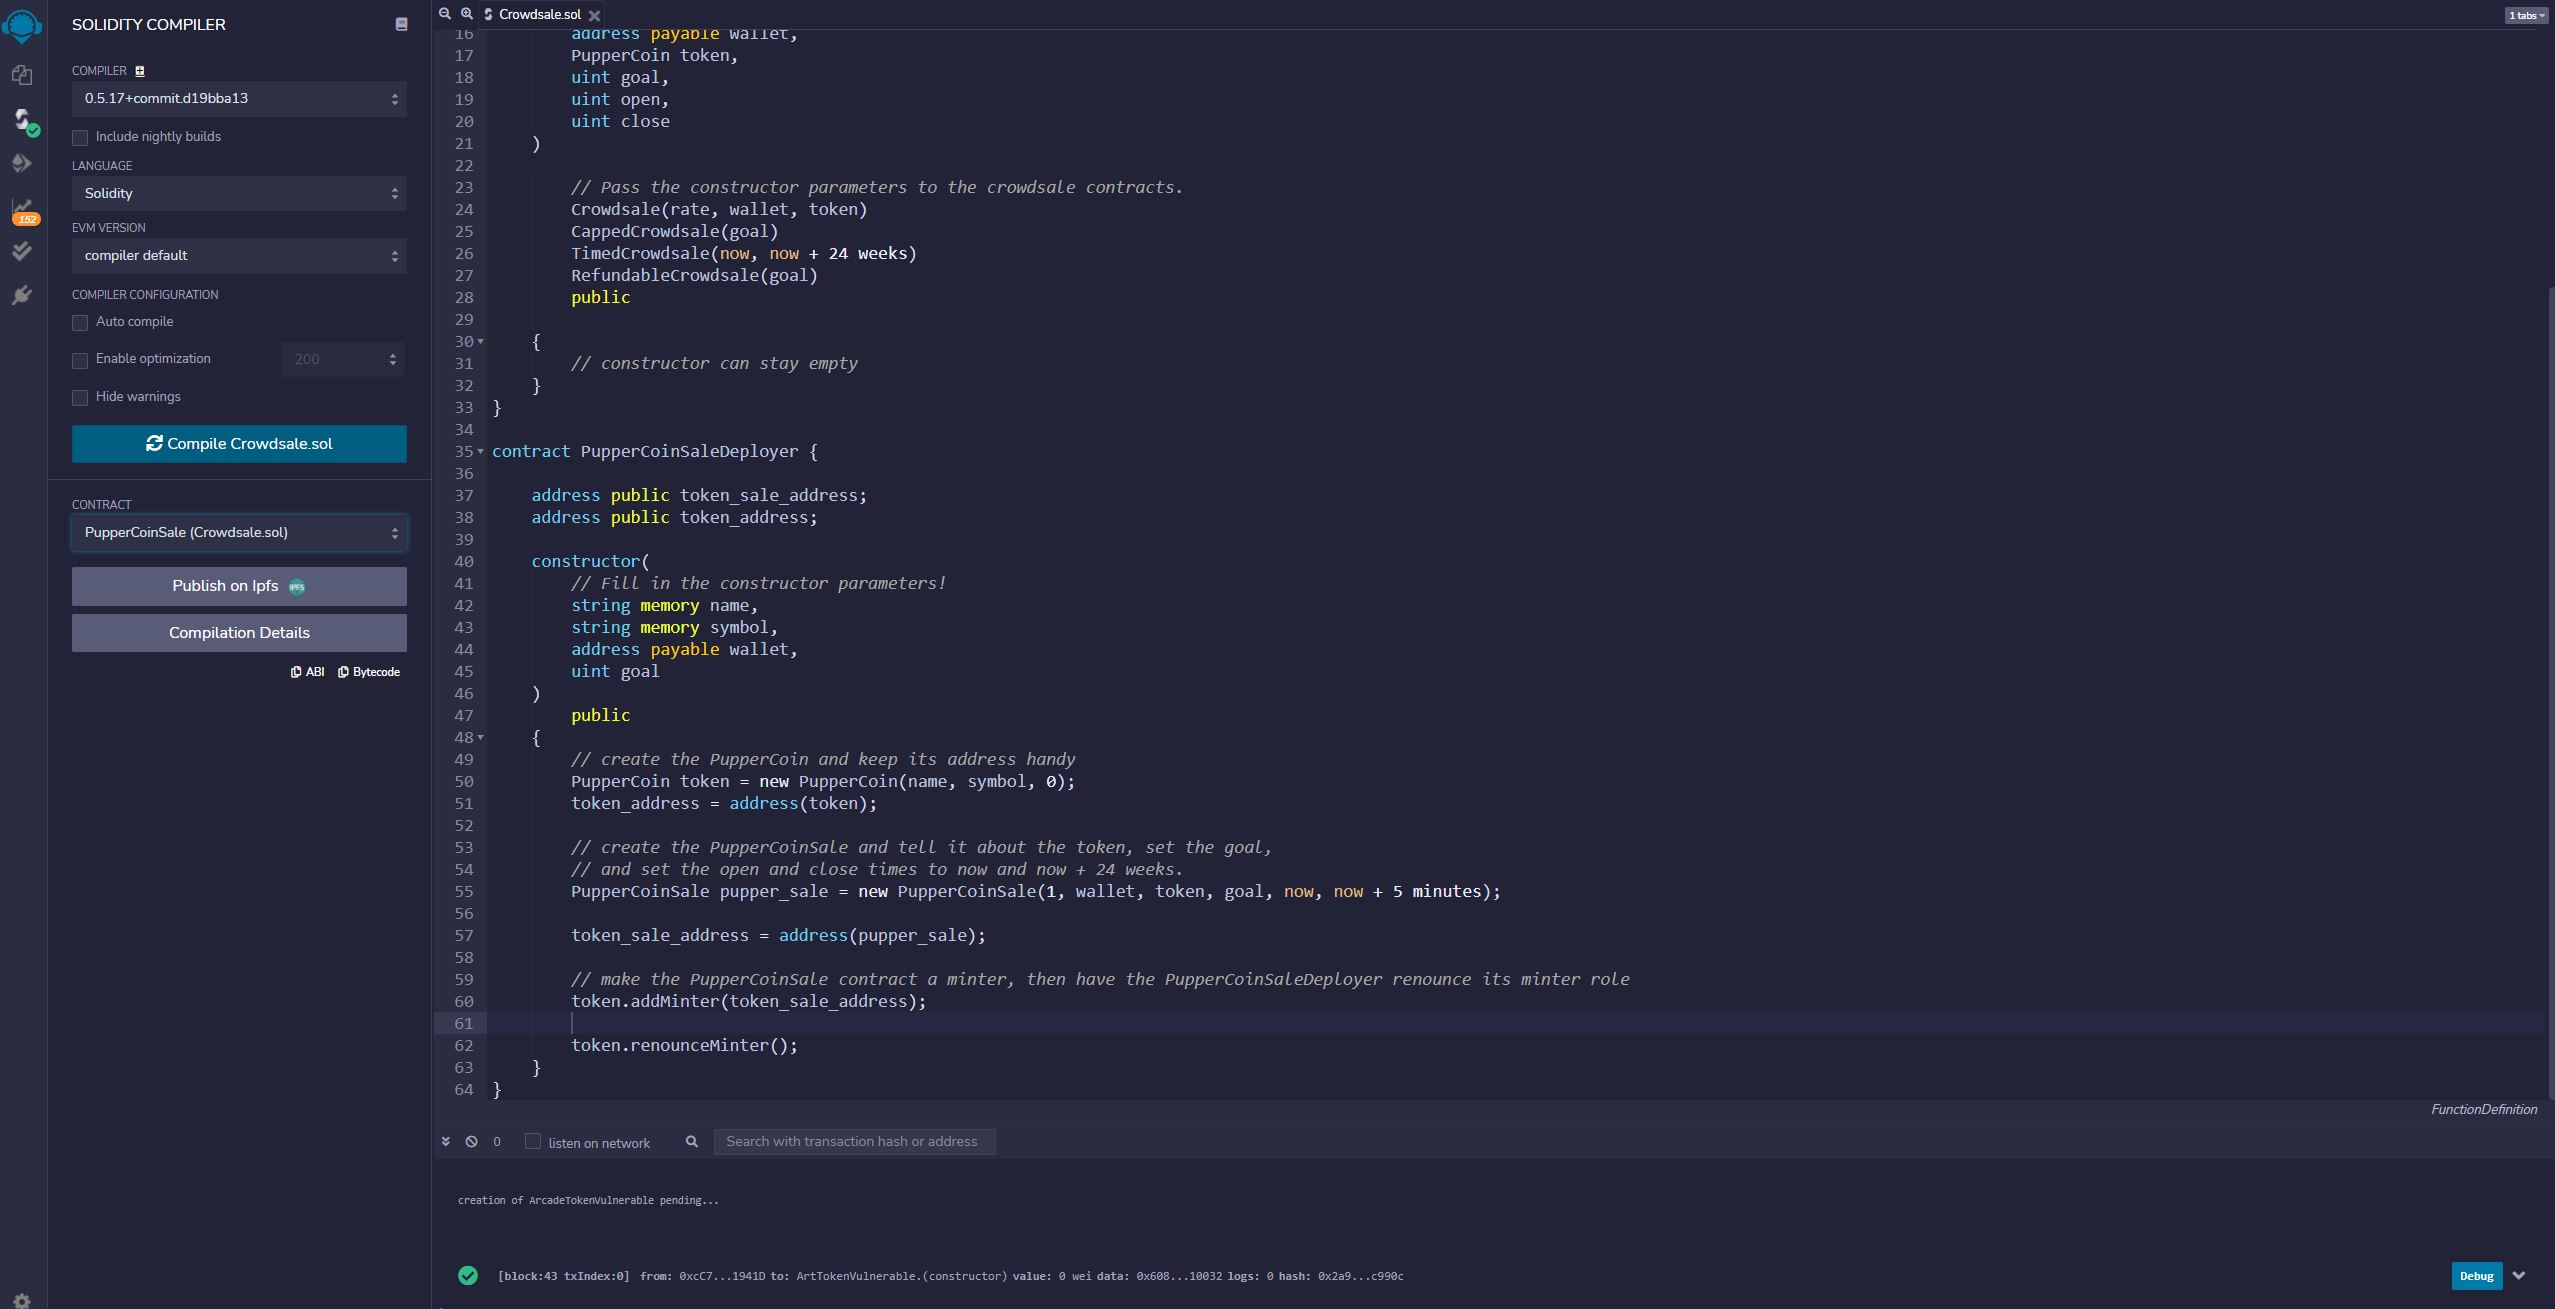 SOLIDITY COMPILER
COMPILER
0.5.17+commit.d19bba13
Include nightly builds
LANGUAGE
Solidity
EVM VERSION
compiler default
COMPILER CONFIGURATION
Auto compile
Enable optimization
200
Hide warnings
Compile Crowdsale.sol
CONTRACT
PupperCoinSale (Crowdsale.sol)
Publish on Ipfs IPFS
Compilation Details
ABI Bytecode
152
Crowdsale.sol
1 tabs
16 address payable wallet,
17 PupperCoin token,
18 uint goal,
19 uint open,
20 uint close
21 )
22
23 // Pass the constructor parameters to the crowdsale contracts.
24 Crowdsale(rate, wallet, token)
25 CappedCrowdsale(goal)
26 TimedCrowdsale(now, now + 24 weeks)
27 RefundableCrowdsale(goal)
28 public
29
30 {
31 // constructor can stay empty
32 }
33 }
34
35 contract PupperCoinSaleDeployer {
36
37 address public token_sale_address;
38 address public token_address;
39
40 constructor(
41 // Fill in the constructor parameters!
42 string memory name,
43 string memory symbol,
44 address payable wallet,
45 uint goal
46 )
47 public
48 {
49 // create the PupperCoin and keep its address handy
50 PupperCoin token = new PupperCoin(name, symbol, 0);
51 token_address = address(token);
52
53 // create the PupperCoinSale and tell it about the token, set the goal,
54 // and set the open and close times to now and now + 24 weeks.
55 PupperCoinSale pupper_sale = new PupperCoinSale(1, wallet, token, goal, now, now + 5 minutes);
56
57 token_sale_address = address(pupper_sale);
58
59 // make the PupperCoinSale contract a minter, then have the PupperCoinSaleDeployer renounce its minter role
60 token.addMinter(token_sale_address);
61
62 token.renounceMinter();
63 }
64 }
FunctionDefinition
0 listen on network Search with transaction hash or address
creation of ArcadeTokenVulnerable pending...
[block:43 txIndex:0] from: 0xcC7...1941D to: ArtTokenVulnerable.(constructor) value: 0 wei data: 0x608...10032 logs: 0 hash: 0x2a9...c990c
Debug